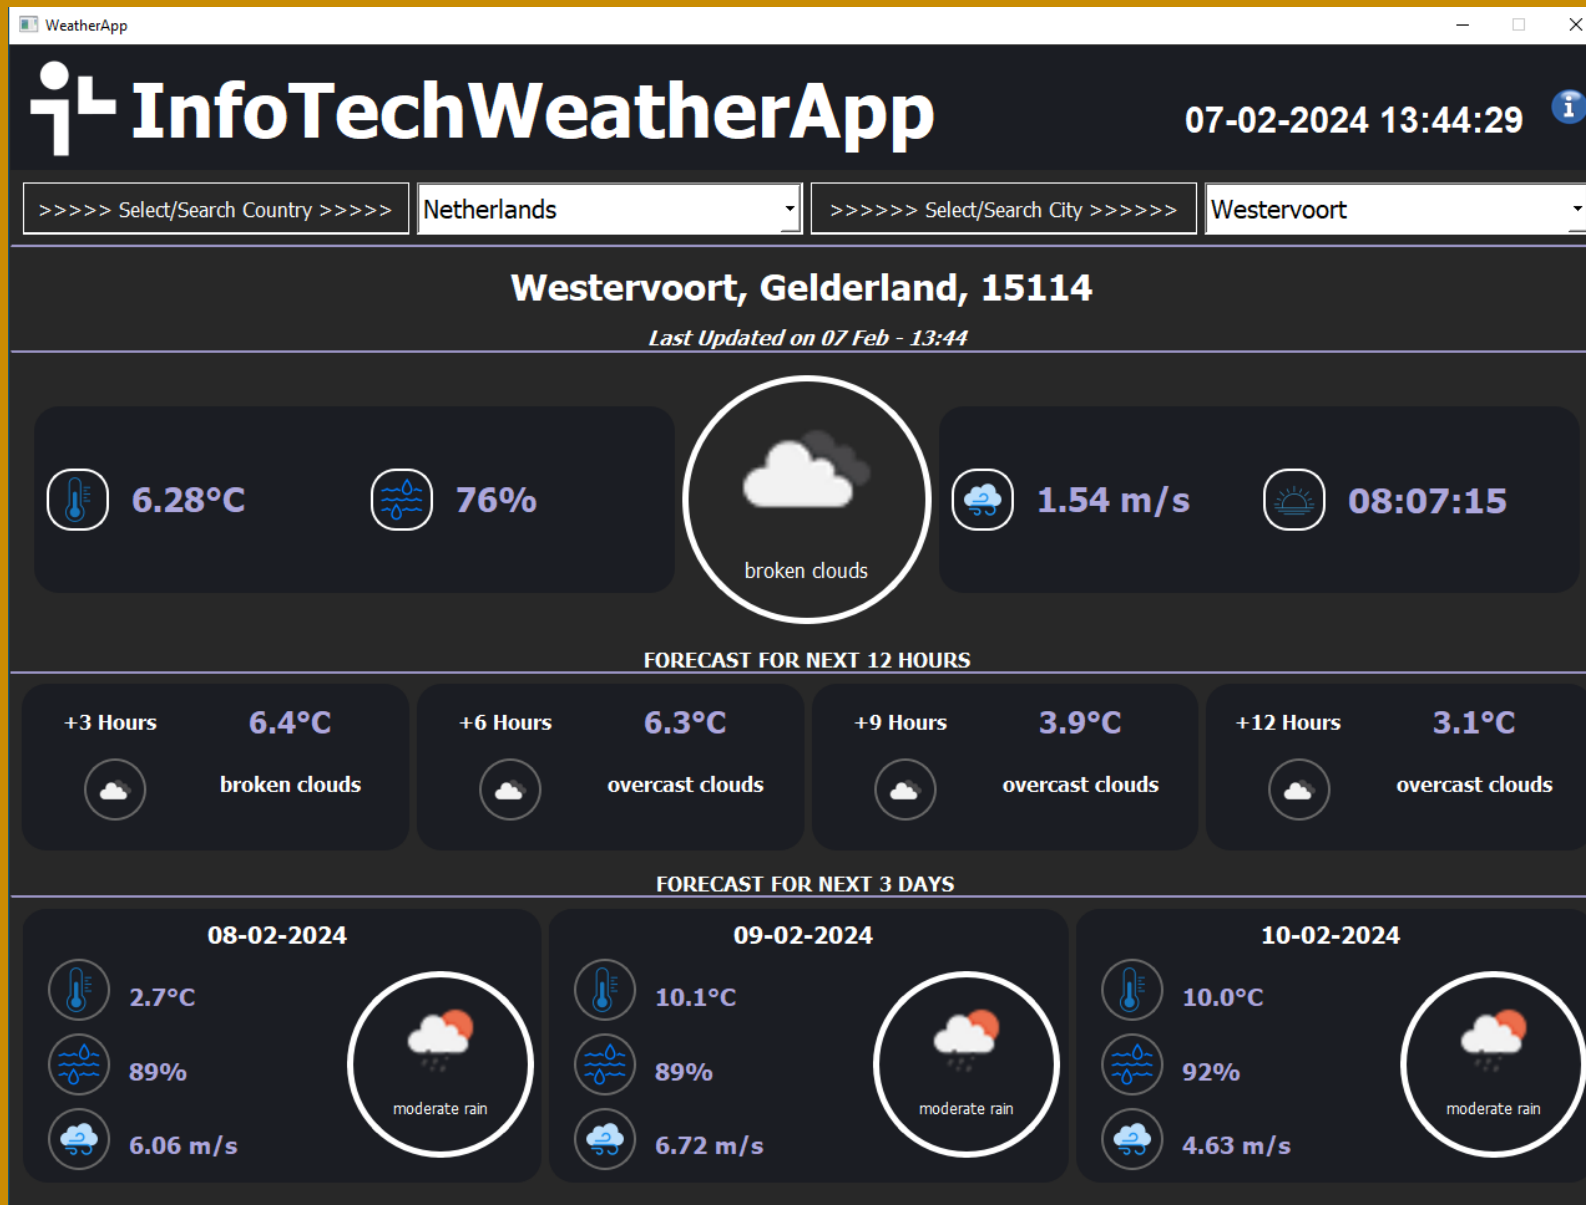 WeatherApp
InfoTechWeatherApp
07-02-2024 13:44:29
i
>>>>> Select/Search Country >>>>>
Netherlands
>>>>>> Select/Search City >>>>>>
Westervoort
Westervoort, Gelderland, 15114
Last Updated on 07 Feb - 13:44
6.28°C
76%
broken clouds
1.54 m/s
08:07:15
FORECAST FOR NEXT 12 HOURS
+3 Hours
6.4°C
broken clouds
+6 Hours
6.3°C
overcast clouds
+9 Hours
3.9°C
overcast clouds
+12 Hours
3.1°C
overcast clouds
FORECAST FOR NEXT 3 DAYS
08-02-2024
2.7°C
89%
6.06 m/s
moderate rain
09-02-2024
10.1°C
89%
6.72 m/s
moderate rain
10-02-2024
10.0°C
92%
4.63 m/s
moderate rain